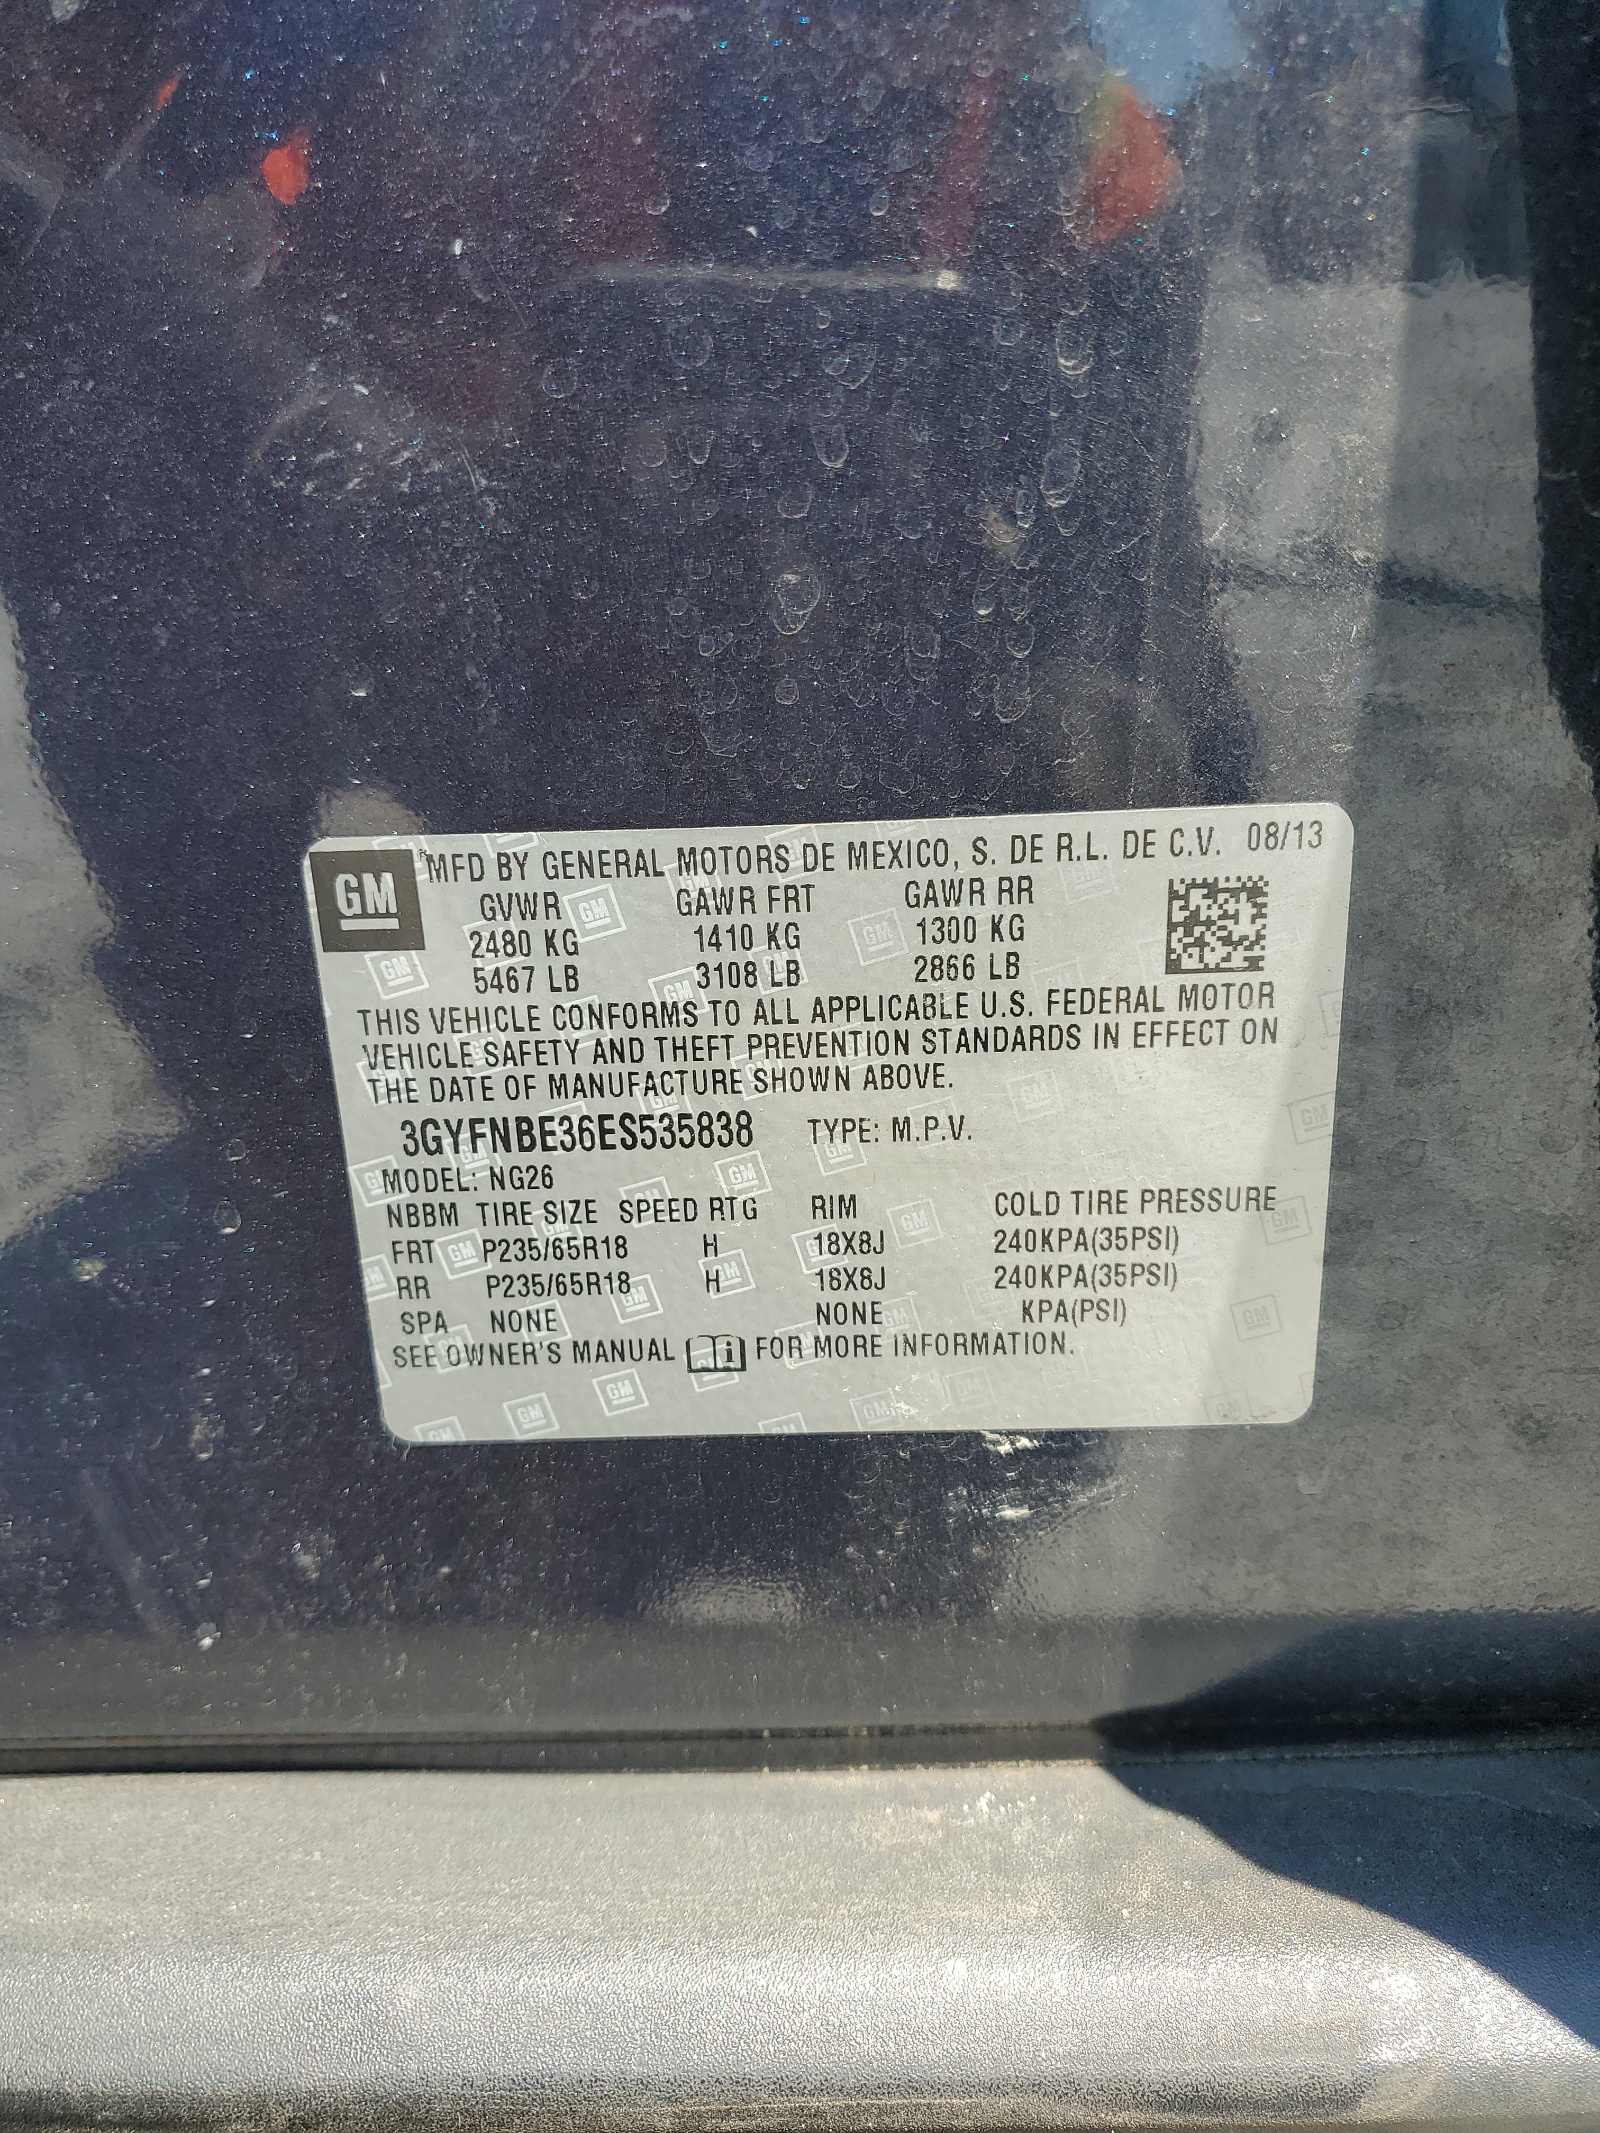 GM
MFD BY GENERAL MOTORS DE MEXICO, S. DE R.L. DE C.V. 08/13
GVWR GAWR FRT GAWR RR
2480 KG 1410 KG 1300 KG
5467 LB 3108 LB 2866 LB
THIS VEHICLE CONFORMS TO ALL APPLICABLE U.S. FEDERAL MOTOR
VEHICLE SAFETY AND THEFT PREVENTION STANDARDS IN EFFECT ON
THE DATE OF MANUFACTURE SHOWN ABOVE.
3GYFNBE36ES535838 TYPE: M.P.V.
MODEL: NG26
NBBM TIRE SIZE SPEED RTG RIM COLD TIRE PRESSURE
FRT P235/65R18 H 18X8J 240KPA(35PSI)
RR P235/65R18 H 18X8J 240KPA(35PSI)
SPA NONE NONE KPA(PSI)
SEE OWNER'S MANUAL i FOR MORE INFORMATION.